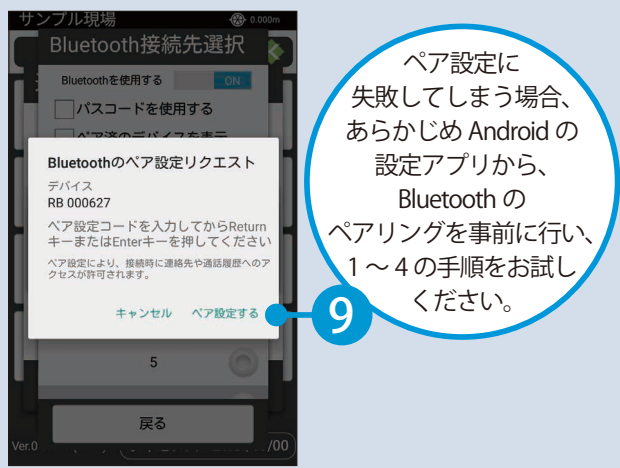 サンプル現場
0.000m
Bluetooth接続先選択
Bluetoothを使用する
ON
パスコードを使用する
ペア済のデバイスを表示
Bluetoothのペア設定リクエスト
デバイス
RB 000627
ペア設定コードを入力してからReturn
キーまたはEnterキーを押してください
ペア設定により、接続時に連絡先や通話履歴へのア
クセスが許可されます。
キャンセル
ペア設定する
9
5
戻る
Ver.0
/00
ペア設定に
失敗してしまう場合、
あらかじめ Android の
設定アプリから、
Bluetooth の
ペアリングを事前に行い、
1～4の手順をお試し
ください。